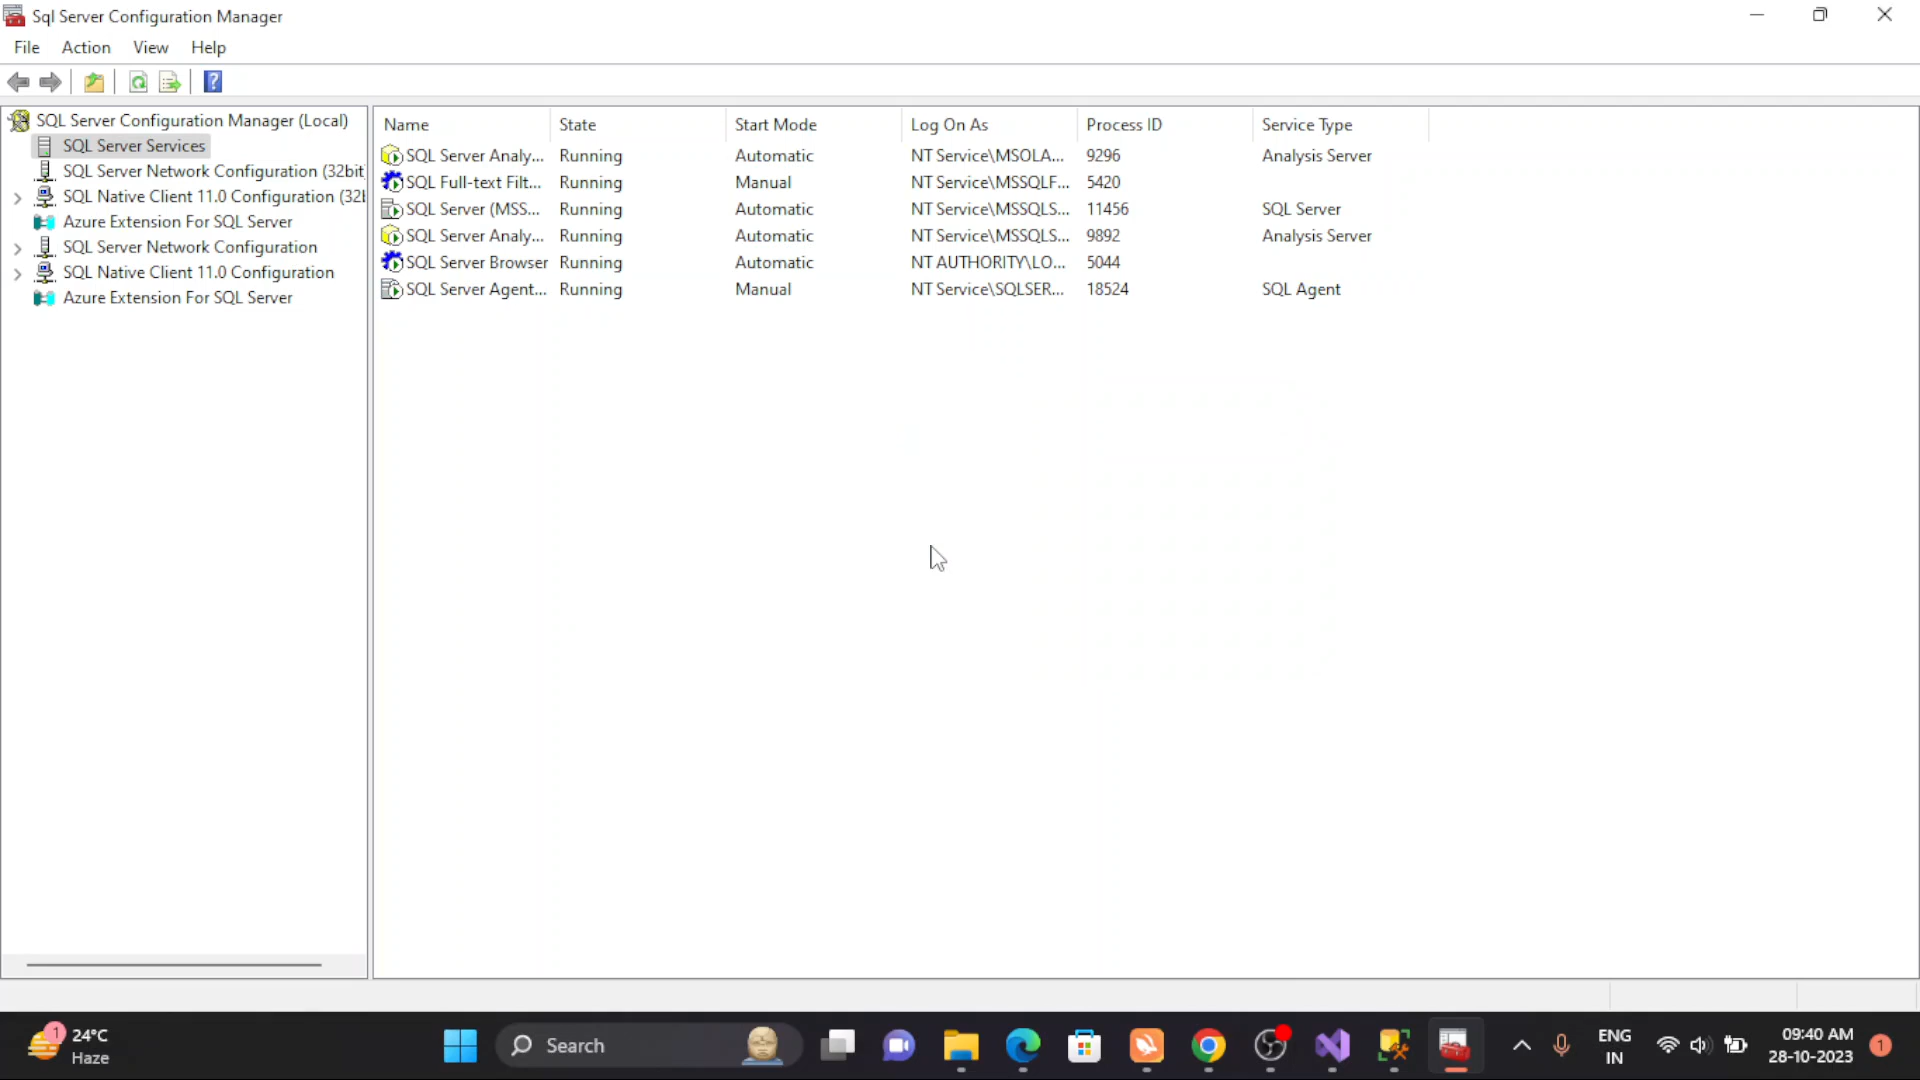 Sql Server Configuration Manager
File Action View Help
SQL Server Configuration Manager (Local)
SQL Server Services
SQL Server Network Configuration (32bit
SQL Native Client 11.0 Configuration (32b
Azure Extension For SQL Server
SQL Server Network Configuration
SQL Native Client 11.0 Configuration
Azure Extension For SQL Server
Name State Start Mode Log On As Process ID Service Type
SQL Server Analy... Running Automatic NT Service\MSOLA... 9296 Analysis Server
SQL Full-text Filt... Running Manual NT Service\MSSQLF... 5420
SQL Server (MSS... Running Automatic NT Service\MSSQLS... 11456 SQL Server
SQL Server Analy... Running Automatic NT Service\MSSQLS... 9892 Analysis Server
SQL Server Browser Running Automatic NT AUTHORITY\LO... 5044
SQL Server Agent... Running Manual NT Service\SQLSER... 18524 SQL Agent
1
24°C
Haze
Search
ENG
IN
09:40 AM
28-10-2023
1